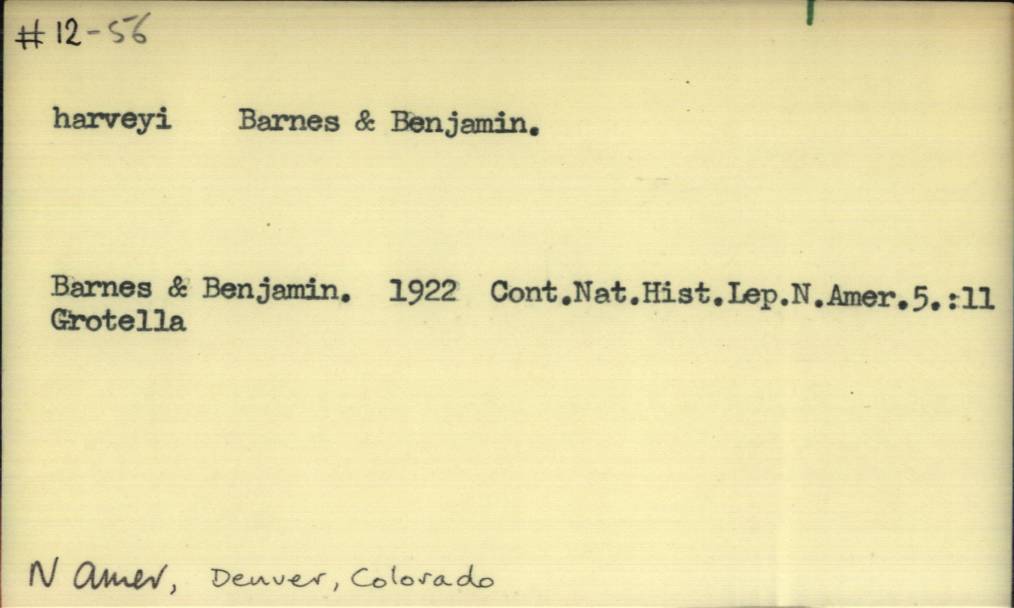 #12-56
harveyi Barnes & Benjamin.
Barnes & Benjamin. 1922 Cont.Nat.Hist.Lep.N.Amer.5.:11
Grotella
N Amer, Denver, Colorado